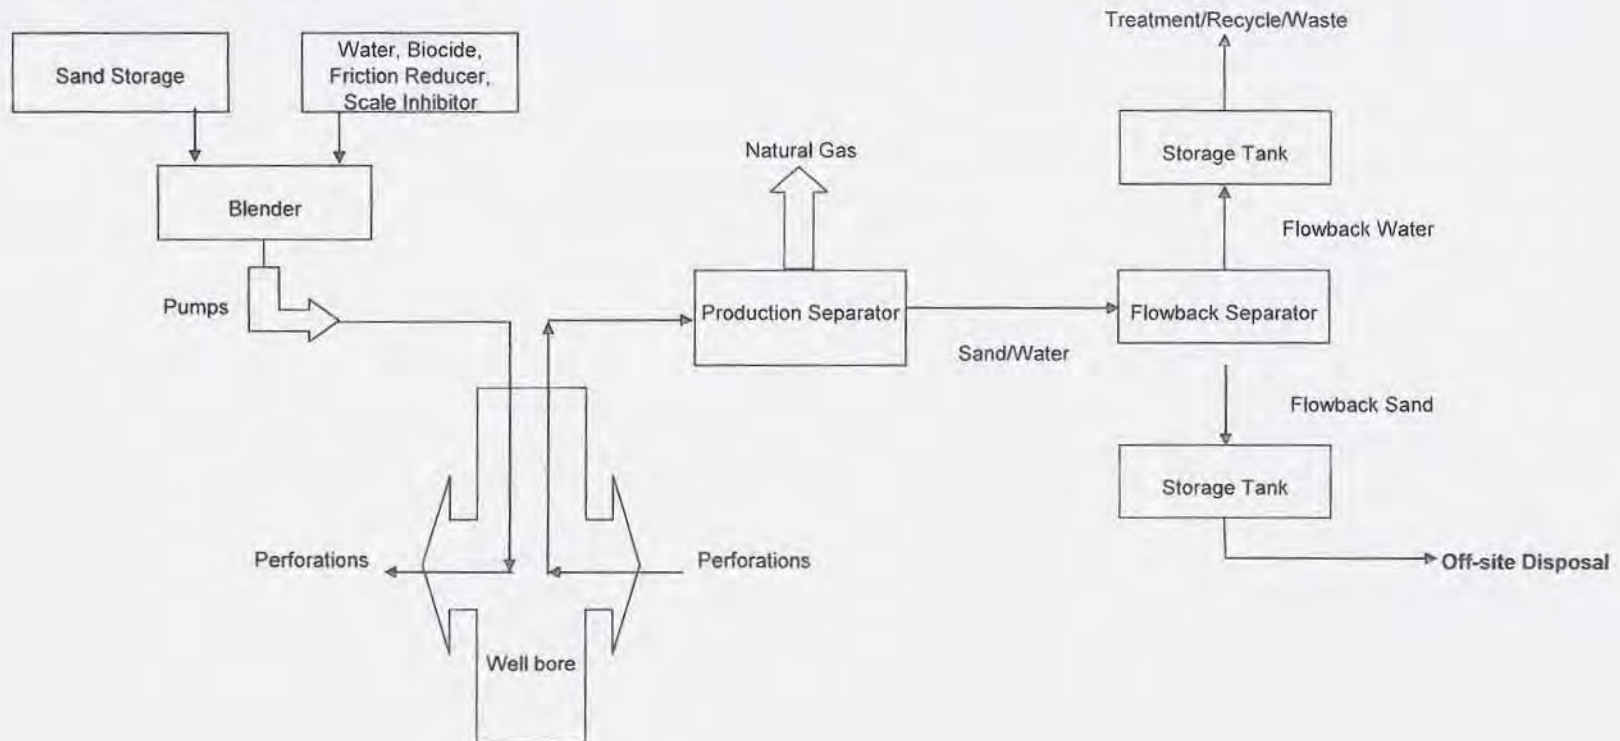 Treatment/Recycle/Waste
Sand Storage
Water, Biocide,
Friction Reducer,
Scale Inhibitor
Storage Tank
Natural Gas
Blender
Flowback Water
Pumps
Production Separator
Flowback Separator
Sand/Water
Flowback Sand
Storage Tank
Perforations
Perforations
Off-site Disposal
Well bore